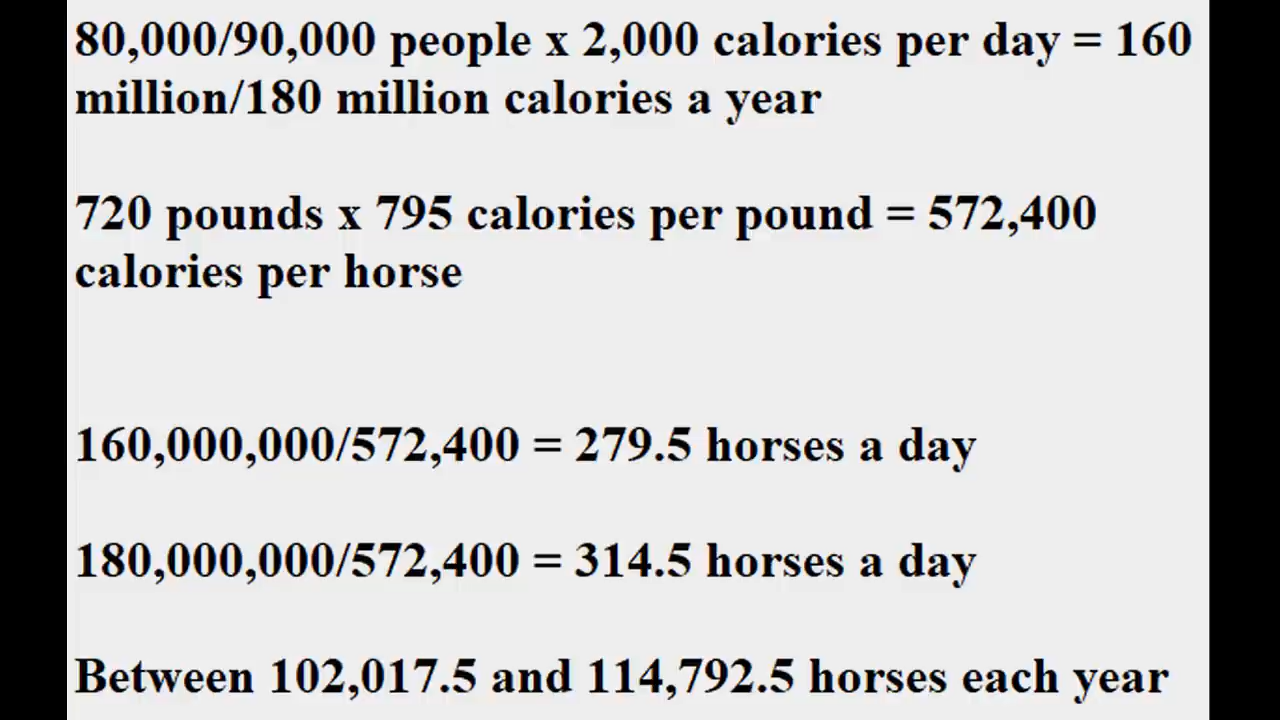 80,000/90,000 people x 2,000 calories per day = 160
million/180 million calories a year
720 pounds x 795 calories per pound = 572,400
calories per horse
160,000,000/572,400 = 279.5 horses a day
180,000,000/572,400 = 314.5 horses a day
Between 102,017.5 and 114,792.5 horses each year